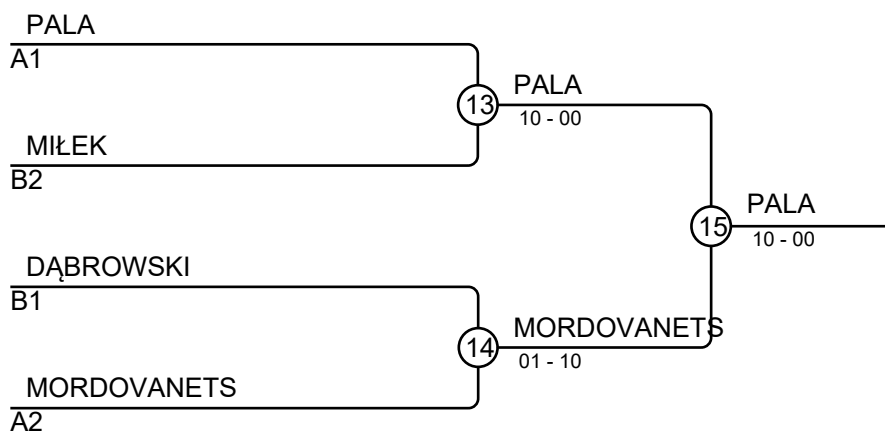 PALA
A1
13
PALA
10 - 00
MIŁEK
B2
15
PALA
10 - 00
DĄBROWSKI
B1
14
MORDOVANETS
01 - 10
MORDOVANETS
A2